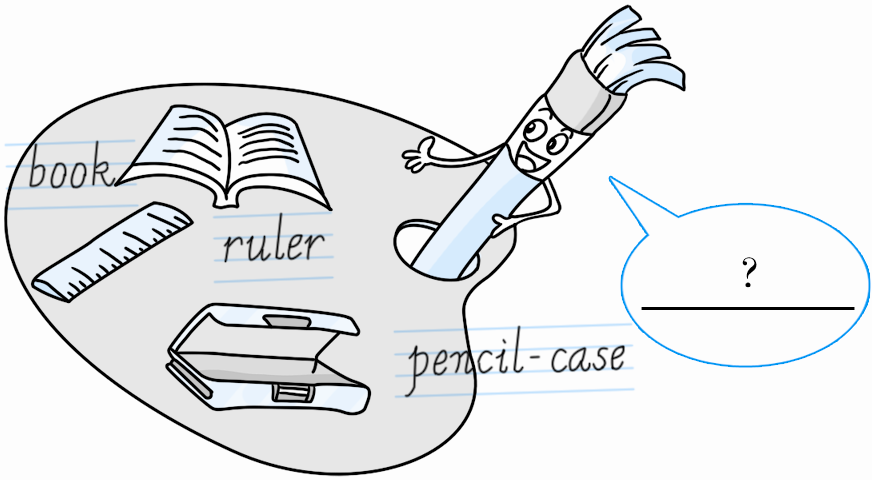 book
ruler
?
pencil-case